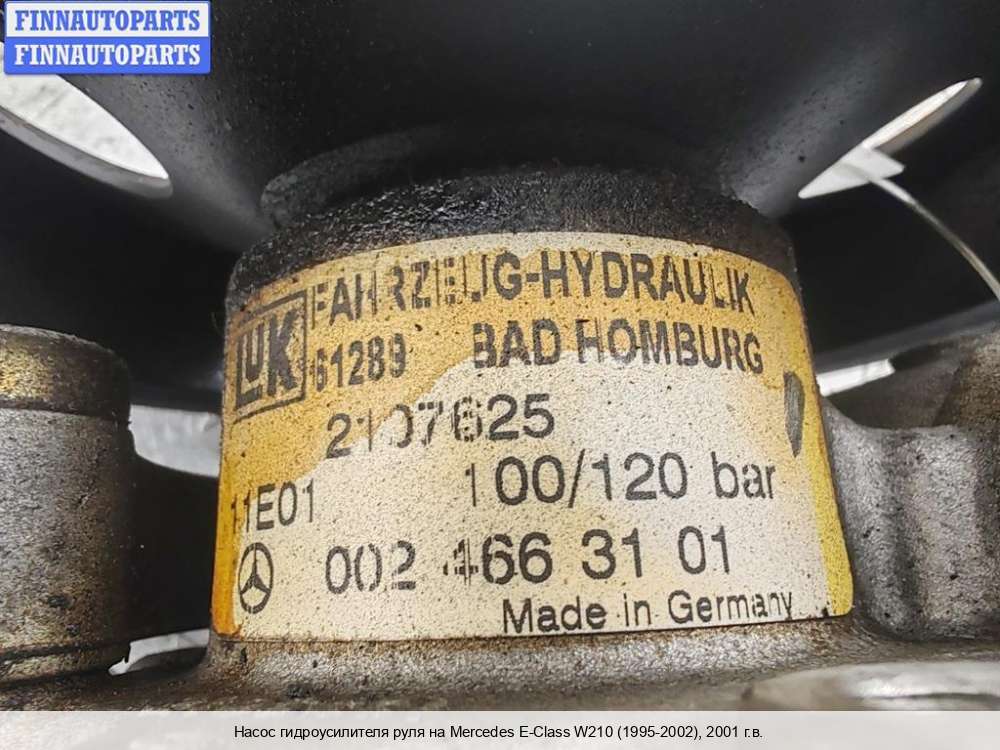 FINNAUTOPARTS
FINNAUTOPARTS
LUK FAHRZEUG-HYDRAULIK
61289 BAD HOMBURG
2107625
11E01 100/120 bar
002 466 31 01
Made in Germany
Насос гидроусилителя руля на Mercedes E-Class W210 (1995-2002), 2001 г.в.